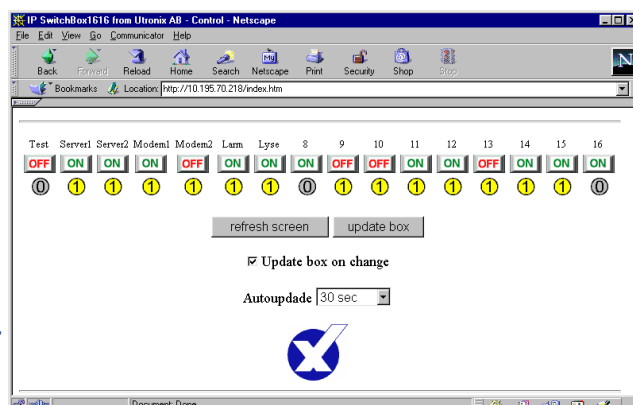 IP SwitchBox1616 from Utronix AB - Control - Netscape
File Edit View Go Communicator Help
Back Forward Reload Home Search Netscape Print Security Shop Stop
Bookmarks Location: http://10.195.70.218/index.htm
Test Server1 Server2 Modem1 Modem2 Larm Lyse 8 9 10 11 12 13 14 15 16
OFF ON ON ON OFF ON ON ON OFF OFF ON ON OFF ON ON ON
0 1 1 1 1 1 1 0 1 1 1 1 1 1 1 0
refresh screen update box
Update box on change
Autoupdade 30 sec
Document: Done